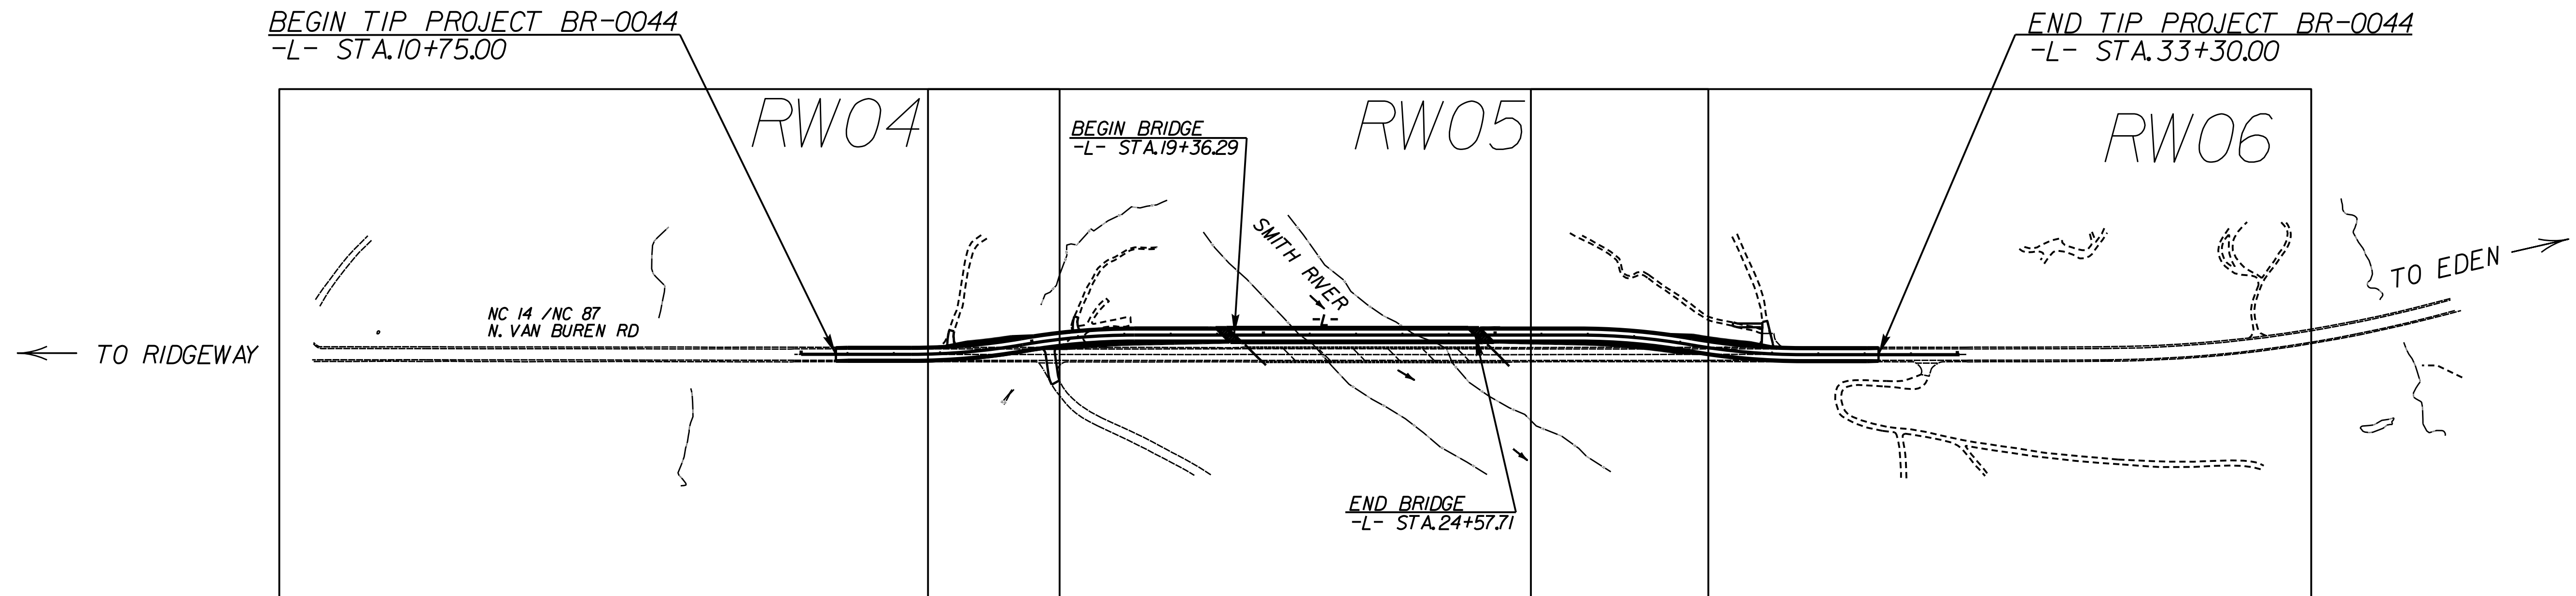 BEGIN TIP PROJECT BR-0044
-L- STA.10+75.00
END TIP PROJECT BR-0044
-L- STA.33+30.00
RW04
RW05
RW06
BEGIN BRIDGE
-L- STA.19+36.29
SMITH RIVER
-L-
TO EDEN
NC 14 /NC 87
N. VAN BUREN RD
TO RIDGEWAY
END BRIDGE
-L- STA.24+57.71